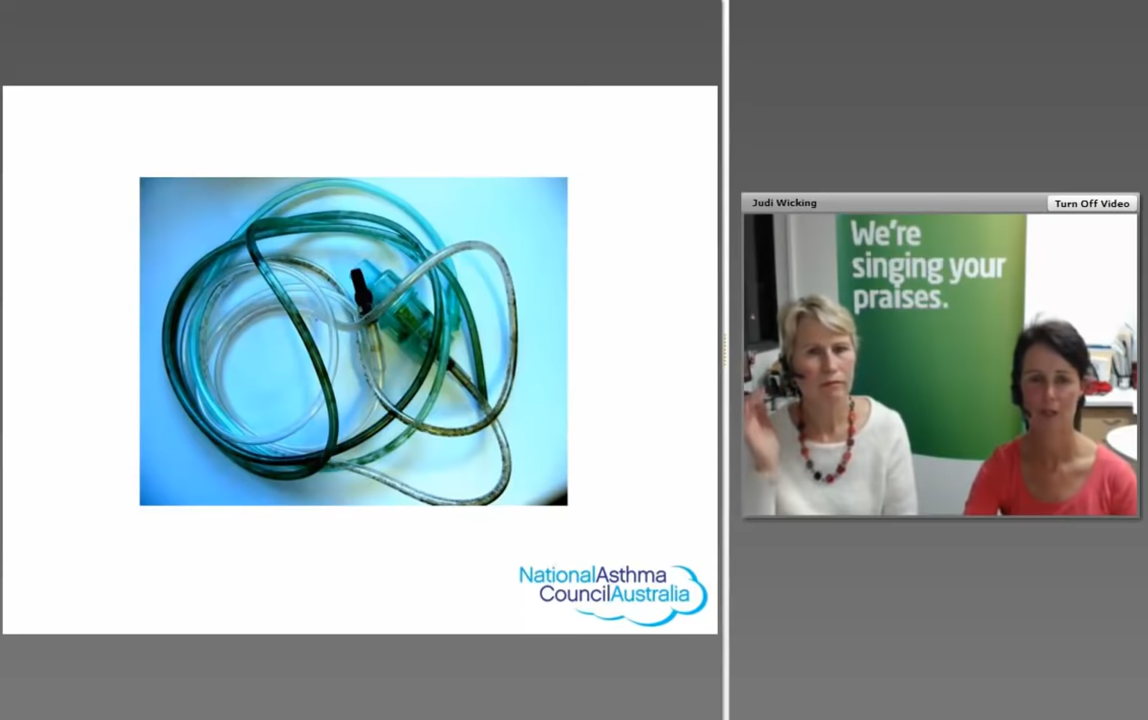 NationalAsthma
CouncilAustralia
Judi Wicking
Turn Off Video
We're
singing your
praises.